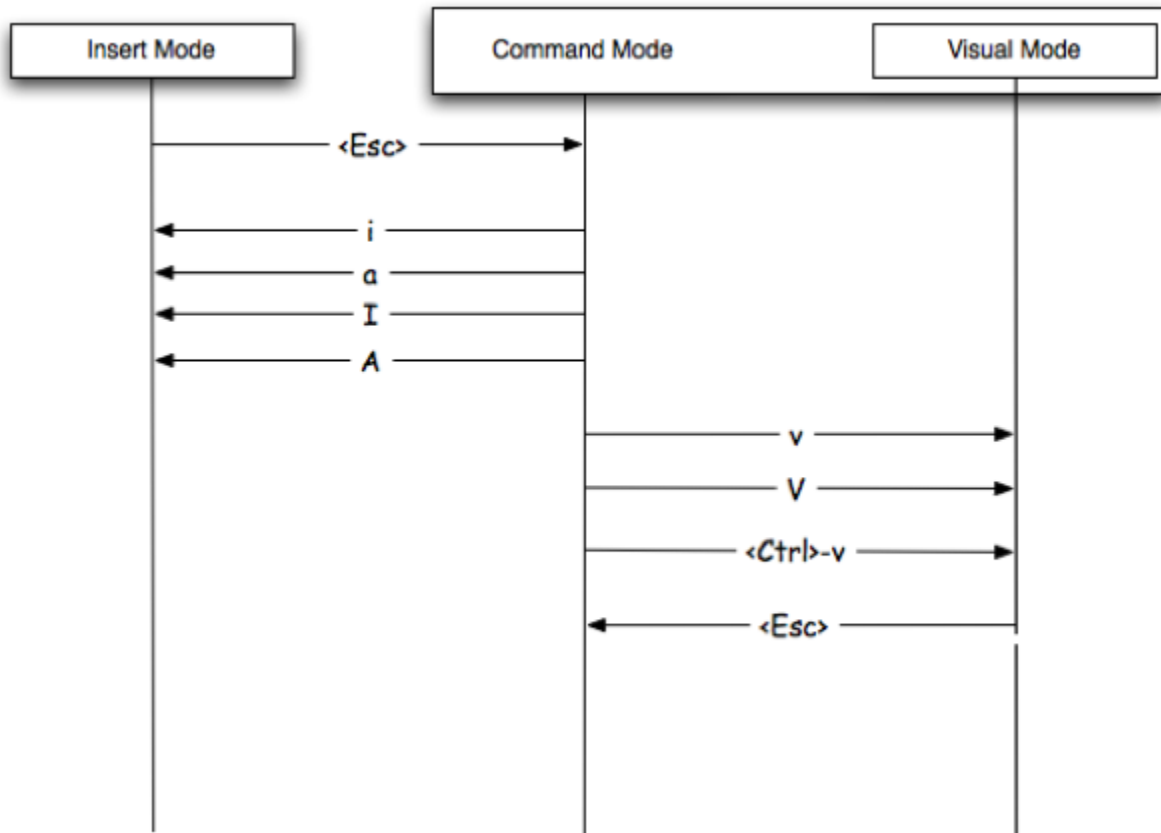 Insert Mode
Command Mode
Visual Mode
<Esc>
i
a
I
A
v
V
<Ctrl>-v
<Esc>